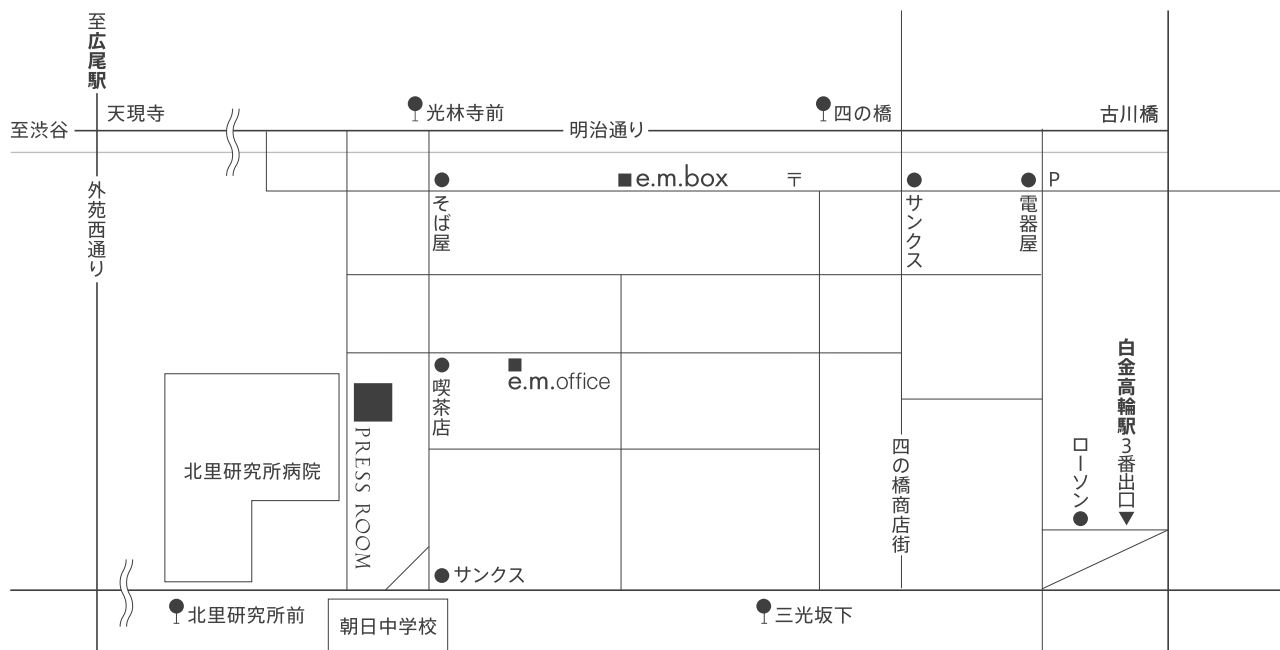 至広尾駅
天現寺
光林寺前
四の橋
古川橋
至渋谷
明治通り
外苑西通り
e.m.box
〒
P
そば屋
サンクス
電器屋
喫茶店
e.m.office
白金高輪駅3番出口
ローソン
四の橋商店街
PRESS ROOM
北里研究所病院
サンクス
北里研究所前
朝日中学校
三光坂下